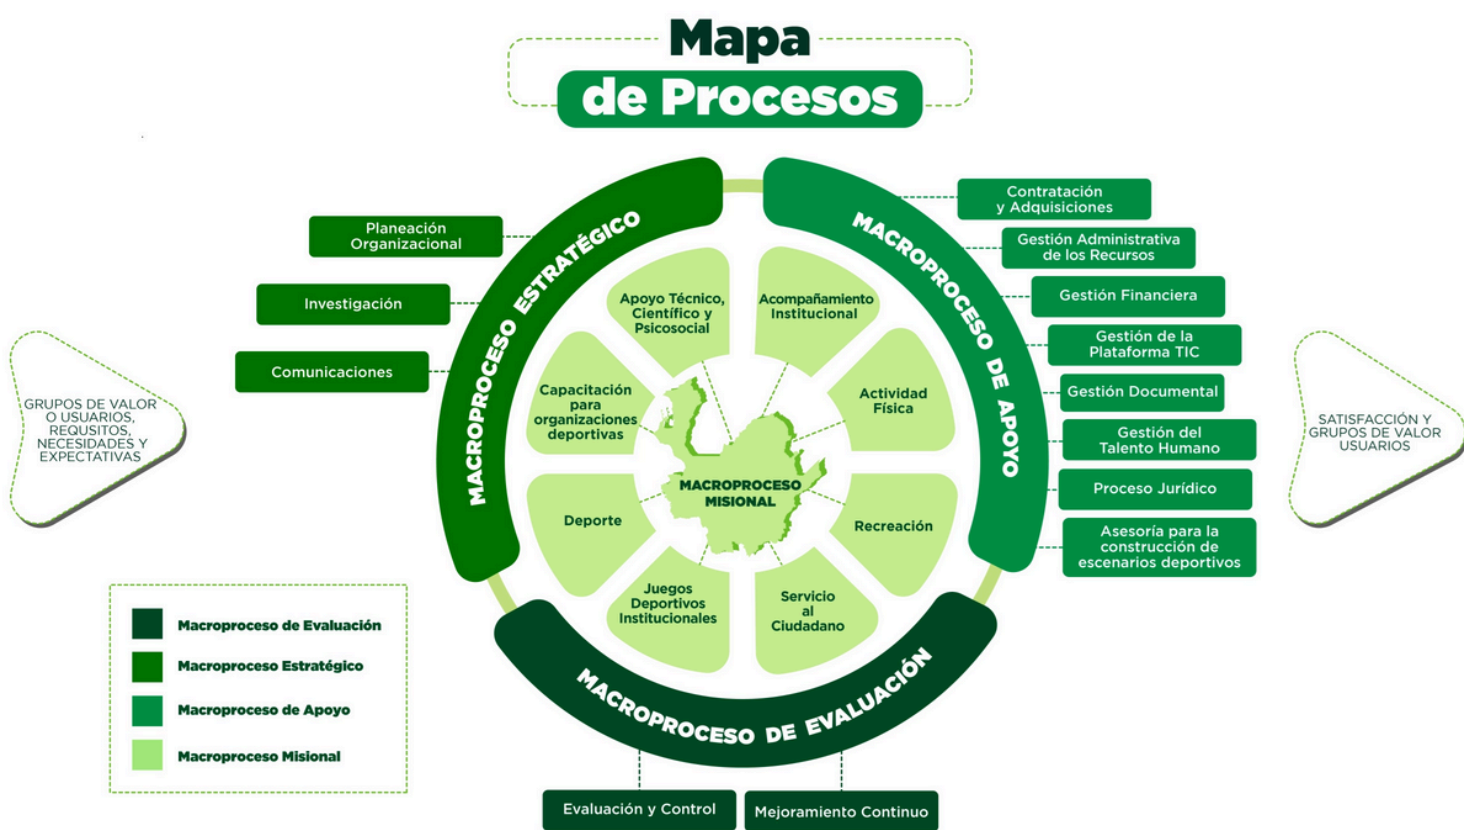 Mapa
de Procesos
MACROPROCESO ESTRATÉGICO
Planeación
Organizacional
Investigación
Comunicaciones
GRUPOS DE VALOR
O USUARIOS,
REQUSITOS,
NECESIDADES Y
EXPECTATIVAS
MACROPROCESO DE APOYO
Contratación
y Adquisiciones
Gestión Administrativa
de los Recursos
Gestión Financiera
Gestión de la
Plataforma TIC
Gestión Documental
Gestión del
Talento Humano
Proceso Jurídico
Asesoría para la
construcción de
escenarios deportivos
SATISFACCIÓN Y
GRUPOS DE VALOR
USUARIOS
Apoyo Técnico,
Científico y
Psicosocial
Acompañamiento
Institucional
Capacitación
para
organizaciones
deportivas
Actividad
Física
MACROPROCESO
MISIONAL
Deporte
Recreación
Juegos
Deportivos
Institucionales
Servicio
al
Ciudadano
MACROPROCESO DE EVALUACIÓN
Evaluación y Control
Mejoramiento Continuo
Macroproceso de Evaluación
Macroproceso Estratégico
Macroproceso de Apoyo
Macroproceso Misional